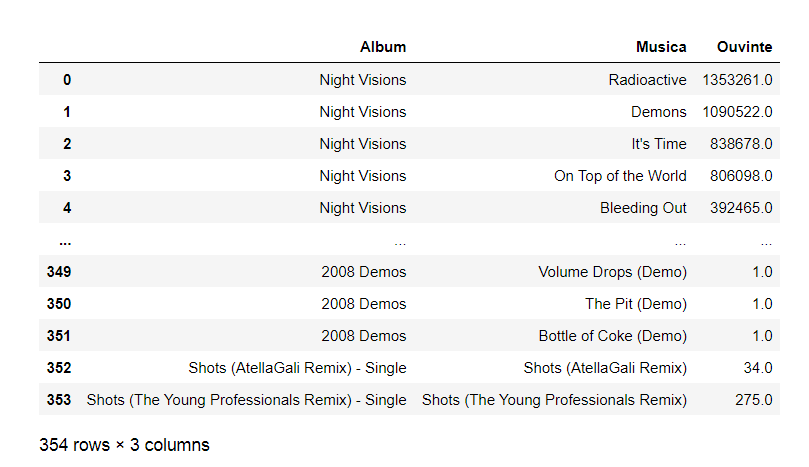 Album Musica Ouvinte
0 Night Visions Radioactive 1353261.0
1 Night Visions Demons 1090522.0
2 Night Visions It's Time 838678.0
3 Night Visions On Top of the World 806098.0
4 Night Visions Bleeding Out 392465.0
... ... ... ...
349 2008 Demos Volume Drops (Demo) 1.0
350 2008 Demos The Pit (Demo) 1.0
351 2008 Demos Bottle of Coke (Demo) 1.0
352 Shots (AtellaGali Remix) - Single Shots (AtellaGali Remix) 34.0
353 Shots (The Young Professionals Remix) - Single Shots (The Young Professionals Remix) 275.0
354 rows × 3 columns